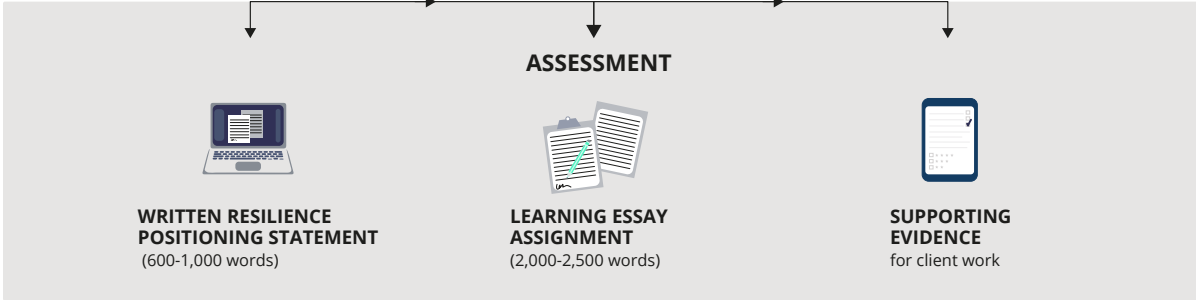 ASSESSMENT
WRITTEN RESILIENCE
POSITIONING STATEMENT
(600-1,000 words)
LEARNING ESSAY
ASSIGNMENT
(2,000-2,500 words)
SUPPORTING
EVIDENCE
for client work